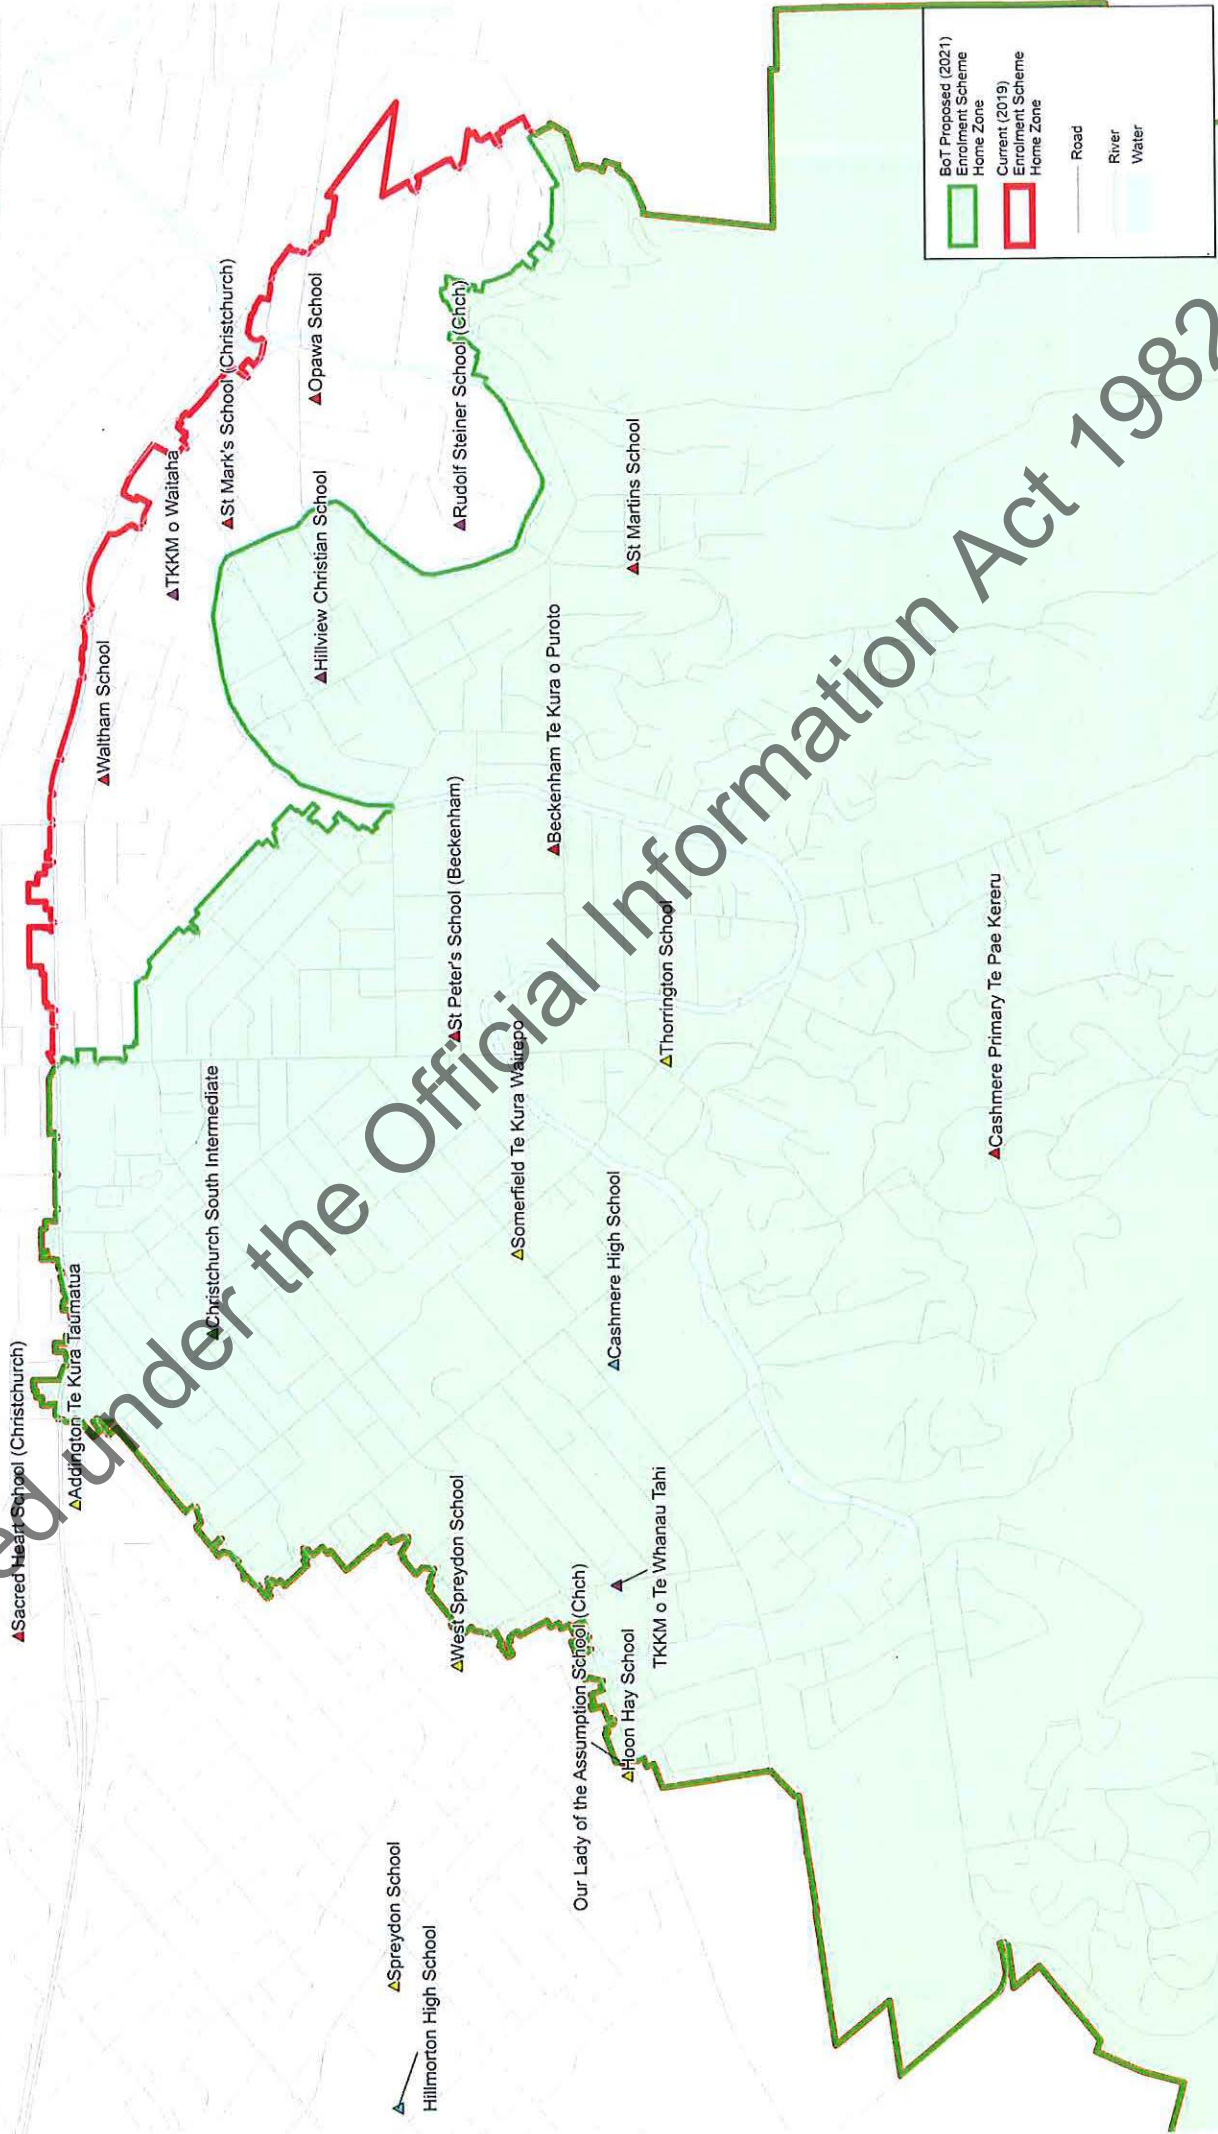 Sacred Heart School (Christchurch)
Addington Te Kura Taumatua
Waltham School
TKKM o Waitaha
Christchurch South Intermediate
St Mark's School (Christchurch)
Opawa School
Hillview Christian School
Spreydon School
Hillmorton High School
West Spreydon School
St Peter's School (Beckenham)
Rudolf Steiner School (Chch)
Somerfield Te Kura Wairepo
Beckenham Te Kura o Puroto
Our Lady of the Assumption School (Chch)
Hoon Hay School
TKKM o Te Whanau Tahi
Cashmere High School
Thorrington School
St Martins School
Cashmere Primary Te Pae Kereru
BoT Proposed (2021)
Enrolment Scheme
Home Zone
Current (2019)
Enrolment Scheme
Home Zone
Road
River
Water
under the Official Information Act 1982